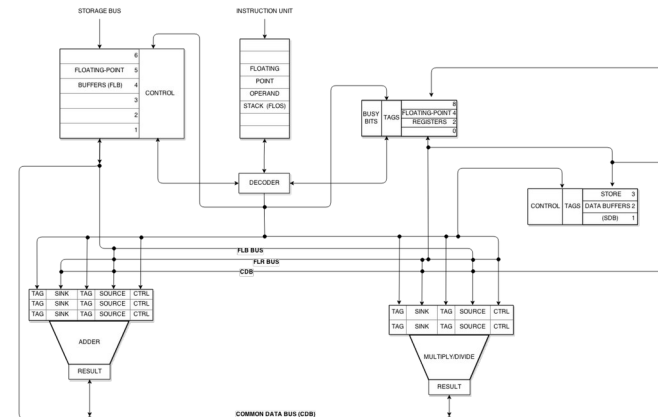 STORAGE BUS
INSTRUCTION UNIT
6
FLOATING-POINT 5
BUFFERS (FLB) 4
3
2
1
CONTROL
FLOATING
POINT
OPERAND
STACK (FLOS)
BUSY
BITS
TAGS
8
FLOATING-POINT 4
REGISTERS 2
0
DECODER
CONTROL
TAGS
STORE 3
DATA BUFFERS 2
(SDB) 1
FLB BUS
FLR BUS
CDB
TAG SINK TAG SOURCE CTRL
TAG SINK TAG SOURCE CTRL
TAG SINK TAG SOURCE CTRL
ADDER
RESULT
TAG SINK TAG SOURCE CTRL
TAG SINK TAG SOURCE CTRL
MULTIPLY/DIVIDE
RESULT
COMMON DATA BUS (CDB)